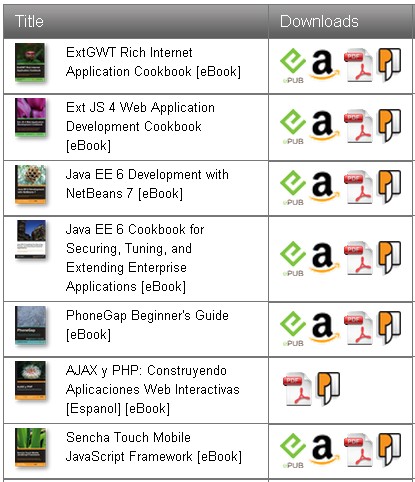 Title Downloads
ExtGWT Rich Internet
Application Cookbook [eBook]
ePUB a PDF
Ext JS 4 Web Application
Development Cookbook
[eBook]
ePUB a PDF
Java EE 6 Development with
NetBeans 7 [eBook]
ePUB a PDF
Java EE 6 Cookbook for
Securing, Tuning, and
Extending Enterprise
Applications [eBook]
ePUB a PDF
PhoneGap Beginner's Guide
[eBook]
PhoneGap
ePUB a PDF
AJAX y PHP: Construyendo
Aplicaciones Web Interactivas
[Espanol] [eBook]
PDF
Sencha Touch Mobile
JavaScript Framework [eBook]
ePUB a PDF